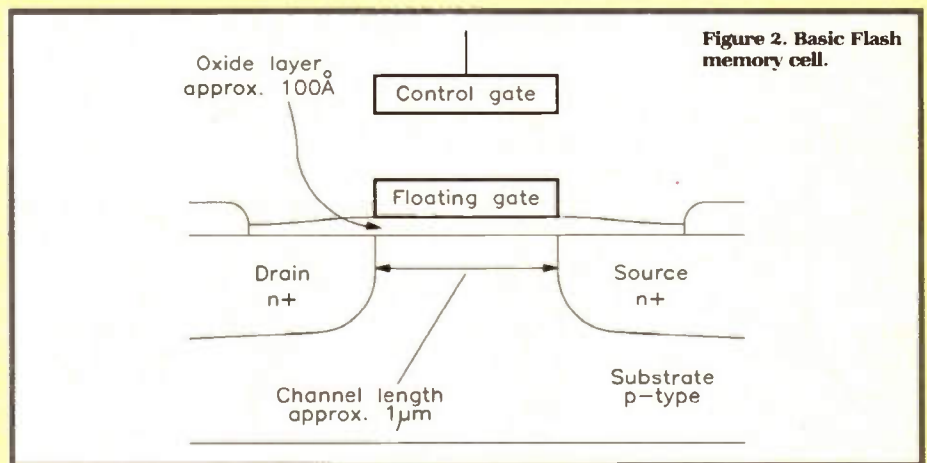 Figure 2. Basic Flash
memory cell.
Oxide layer,
approx. 100Å
Control gate
Floating gate
Drain
n+
Source
n+
Channel length
approx. 1µm
Substrate
p-type